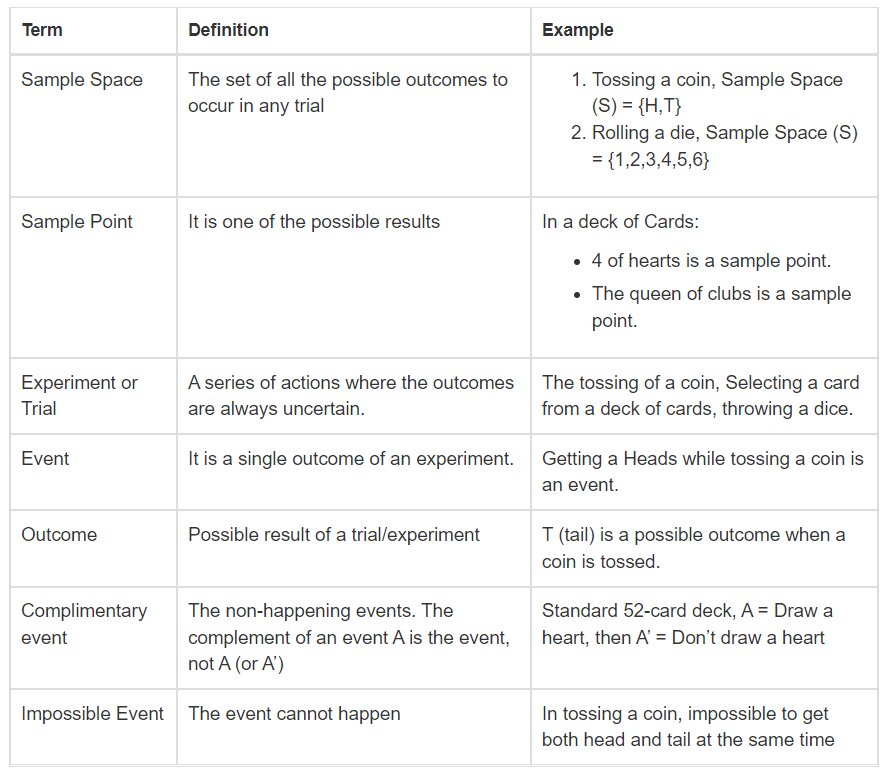 Term
Definition
Example
Sample Space
The set of all the possible outcomes to
occur in any trial
1. Tossing a coin, Sample Space
(S) = {H,T}
2. Rolling a die, Sample Space (S)
= {1,2,3,4,5,6}
Sample Point
It is one of the possible results
In a deck of Cards:
• 4 of hearts is a sample point.
• The queen of clubs is a sample
point.
Experiment or
Trial
A series of actions where the outcomes
are always uncertain.
The tossing of a coin, Selecting a card
from a deck of cards, throwing a dice.
Event
It is a single outcome of an experiment.
Getting a Heads while tossing a coin is
an event.
Outcome
Possible result of a trial/experiment
T (tail) is a possible outcome when a
coin is tossed.
Complimentary
event
The non-happening events. The
complement of an event A is the event,
not A (or A’)
Standard 52-card deck, A = Draw a
heart, then A’ = Don’t draw a heart
Impossible Event
The event cannot happen
In tossing a coin, impossible to get
both head and tail at the same time